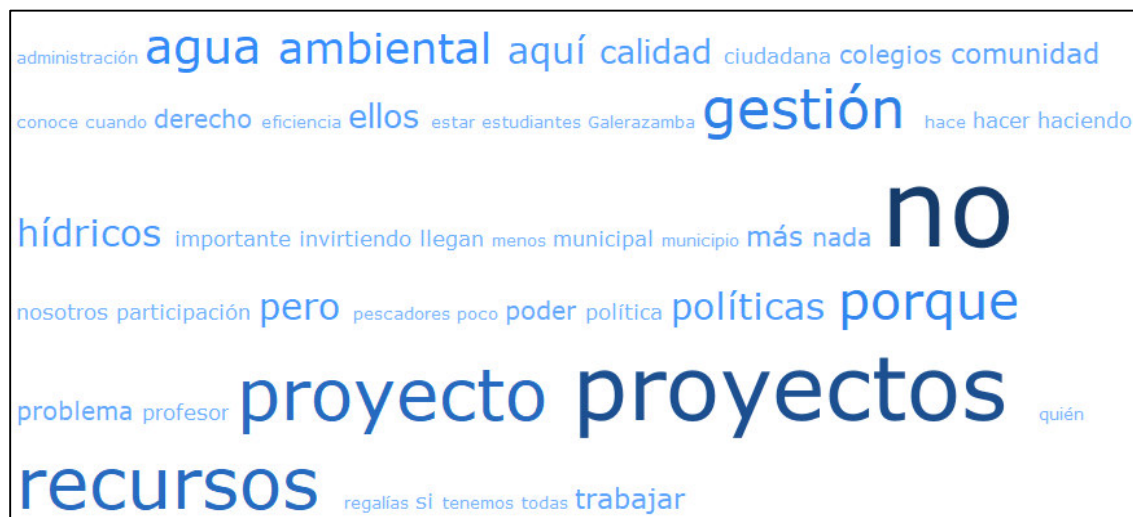 administración agua ambiental aquí calidad ciudadana colegios comunidad
conoce cuando derecho eficiencia ellos estar estudiantes Galerazamba gestión hace hacer haciendo
hídricos importante invirtiendo llegan menos municipal municipio más nada no
nosotros participación pero pescadores poco poder política políticas porque
problema profesor proyecto proyectos quién
recursos regalías si tenemos todas trabajar